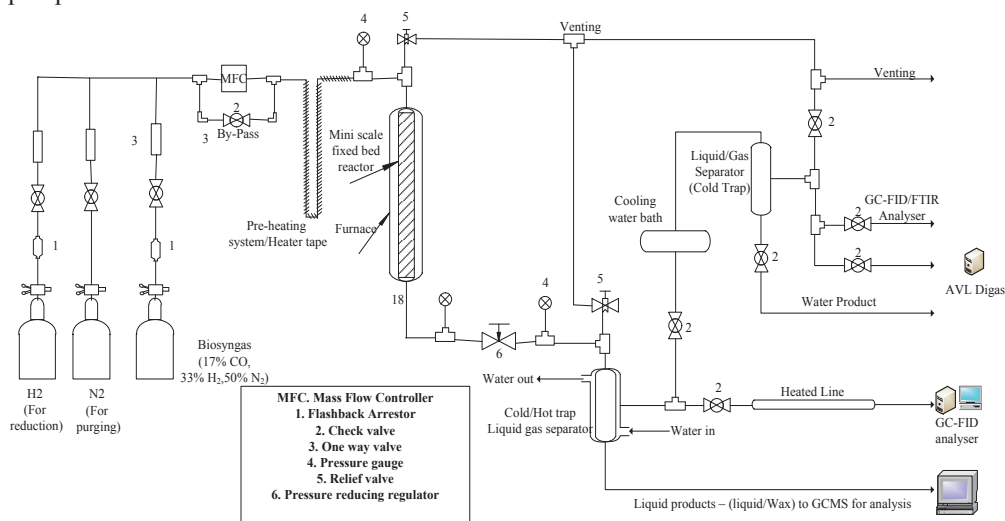 4
5
Venting
MFC
2
3
By-Pass
3
Mini scale
fixed bed
reactor
Pre-heating
system/Heater tape
Furnace
1
1
18
Venting
2
Liquid/Gas
Separator
(Cold Trap)
Cooling
water bath
GC-FID/FTIR
Analyser
2
2
2
AVL Digas
Water Product
4
5
6
2
Biosyngas
(17% CO,
33% H2,50% N2)
H2
(For
reduction)
N2
(For
purging)
MFC. Mass Flow Controller
1. Flashback Arrestor
2. Check valve
3. One way valve
4. Pressure gauge
5. Relief valve
6. Pressure reducing regulator
Water out
Cold/Hot trap
Liquid gas separator
Water in
2
Heated Line
GC-FID
analyser
Liquid products – (liquid/Wax) to GCMS for analysis